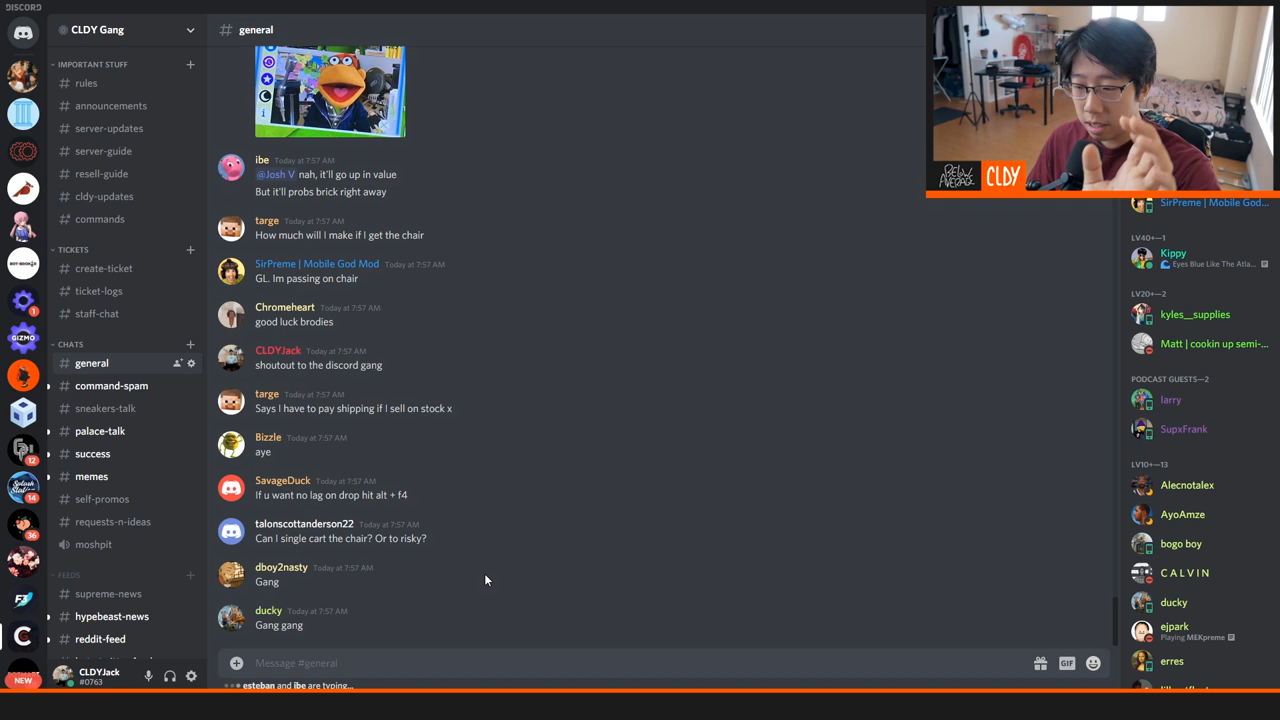 DISCORD
CLDY Gang
IMPORTANT STUFF
rules
announcements
server-updates
server-guide
resell-guide
cldy-updates
commands
TICKETS
create-ticket
ticket-logs
staff-chat
CHATS
general
command-spam
sneakers-talk
palace-talk
success
memes
self-promos
requests-n-ideas
moshpit
FEEDS
supreme-news
hypebeast-news
reddit-feed
CLDYJack
#0763
GIZMO
1
12
14
36
NEW
# general
ibe Today at 7:57 AM
@Josh V nah, it'll go up in value
But it'll probs brick right away
targe Today at 7:57 AM
How much will I make if I get the chair
SirPreme | Mobile God Mod Today at 7:57 AM
GL. Im passing on chair
Chromeheart Today at 7:57 AM
good luck brodies
CLDYJack Today at 7:57 AM
shoutout to the discord gang
targe Today at 7:57 AM
Says I have to pay shipping if I sell on stock x
Bizzle Today at 7:57 AM
aye
SavageDuck Today at 7:57 AM
If u want no lag on drop hit alt + f4
talonscottanderson22 Today at 7:57 AM
Can I single cart the chair? Or to risky?
dboy2nasty Today at 7:57 AM
Gang
ducky Today at 7:57 AM
Gang gang
Message #general
GIF
esteban and ibe are typing...
BELOW
AVERAGE
CLDY
SirPreme | Mobile God...
LV40+—1
Kippy
Eyes Blue Like The Atla...
LV20+—2
kyles__supplies
Matt | cookin up semi-...
PODCAST GUESTS—2
larry
SupxFrank
LV10+—13
Alecnotalex
AyoAmze
bogo boy
C A L V I N
ducky
ejpark
Playing MEKpreme
erres